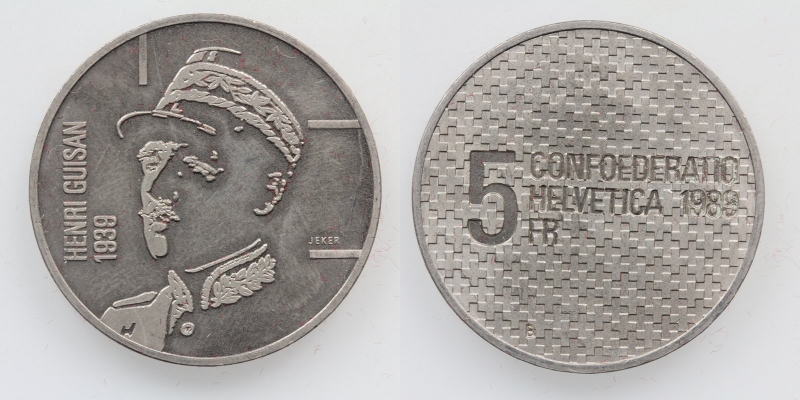 HENRI GUISAN
1939
JEKER
5 CONFOEDERATIO
HELVETICA 1989
FR
B